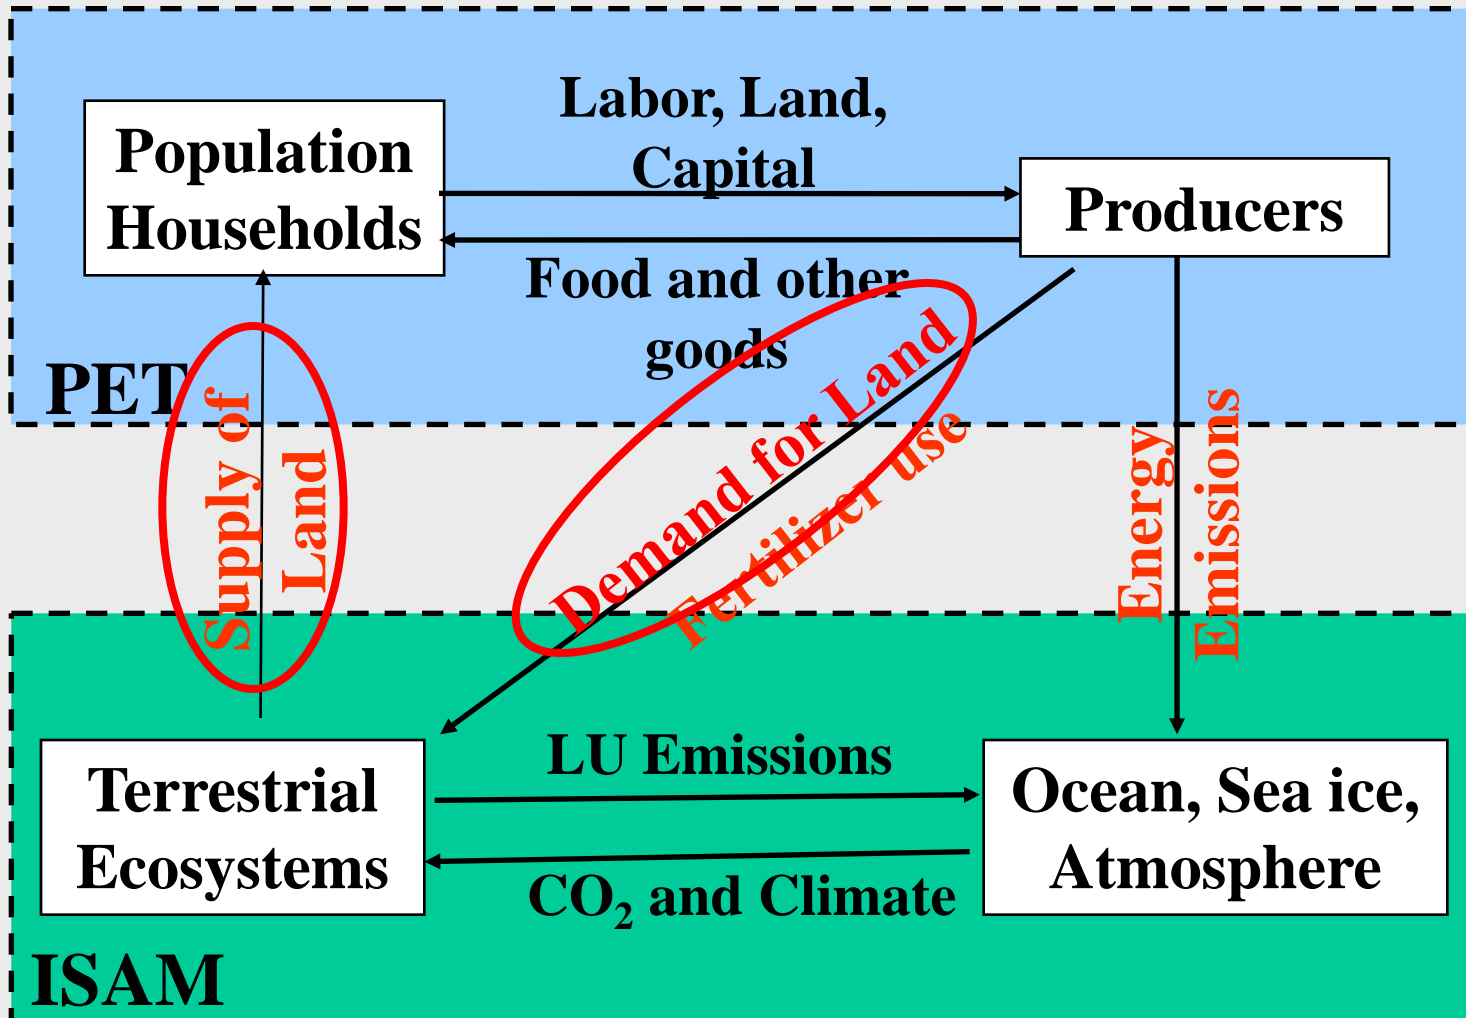 Labor, Land,
Capital
Population
Households
Producers
Food and other
goods
PET
Supply of
Land
Demand for Land
Fertilizer use
Energy
Emissions
Terrestrial
Ecosystems
LU Emissions
CO₂ and Climate
Ocean, Sea ice,
Atmosphere
ISAM